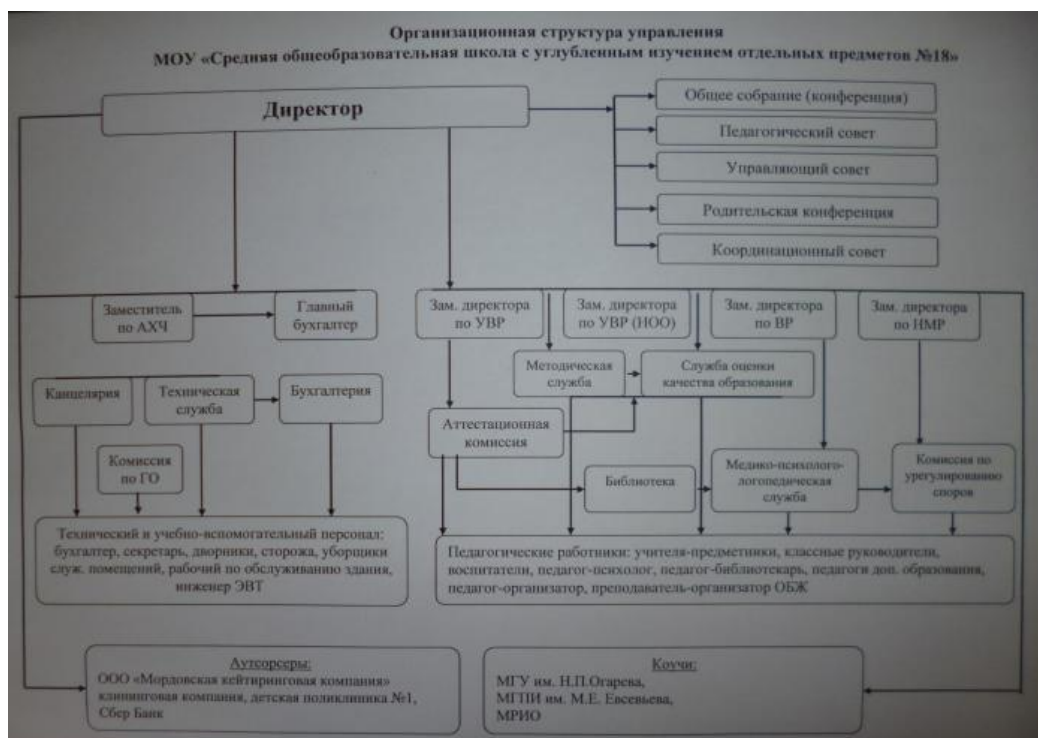 Организационная структура управления
МОУ «Средняя общеобразовательная школа с углубленным изучением отдельных предметов №18»
Директор
Общее собрание (конференция)
Педагогический совет
Управляющий совет
Родительская конференция
Координационный совет
Заместитель
по АХЧ
Главный
бухгалтер
Зам. директора
по УВР
Зам. директора
по УВР (НОО)
Зам. директора
по ВР
Зам. директора
по НМР
Методическая
служба
Служба оценки
качества образования
Канцелярия
Техническая
служба
Бухгалтерия
Аттестационная
комиссия
Комиссия
по ГО
Библиотека
Медико-психолого-
логопедическая
служба
Комиссия по
урегулированию
споров
Технический и учебно-вспомогательный персонал:
бухгалтер, секретарь, дворники, сторожа, уборщики
служ. помещений, рабочий по обслуживанию здания,
инженер ЭВТ
Педагогические работники: учителя-предметники, классные руководители,
воспитатели, педагог-психолог, педагог-библиотекарь, педагоги доп. образования,
педагог-организатор, преподаватель-организатор ОБЖ
Аутсорсеры:
ООО «Мордовская кейтиринговая компания»
клининговая компания, детская поликлиника №1,
Сбер Банк
Коучи:
МГУ им. Н.П.Огарева,
МГПИ им. М.Е. Евсевьева,
МРИО